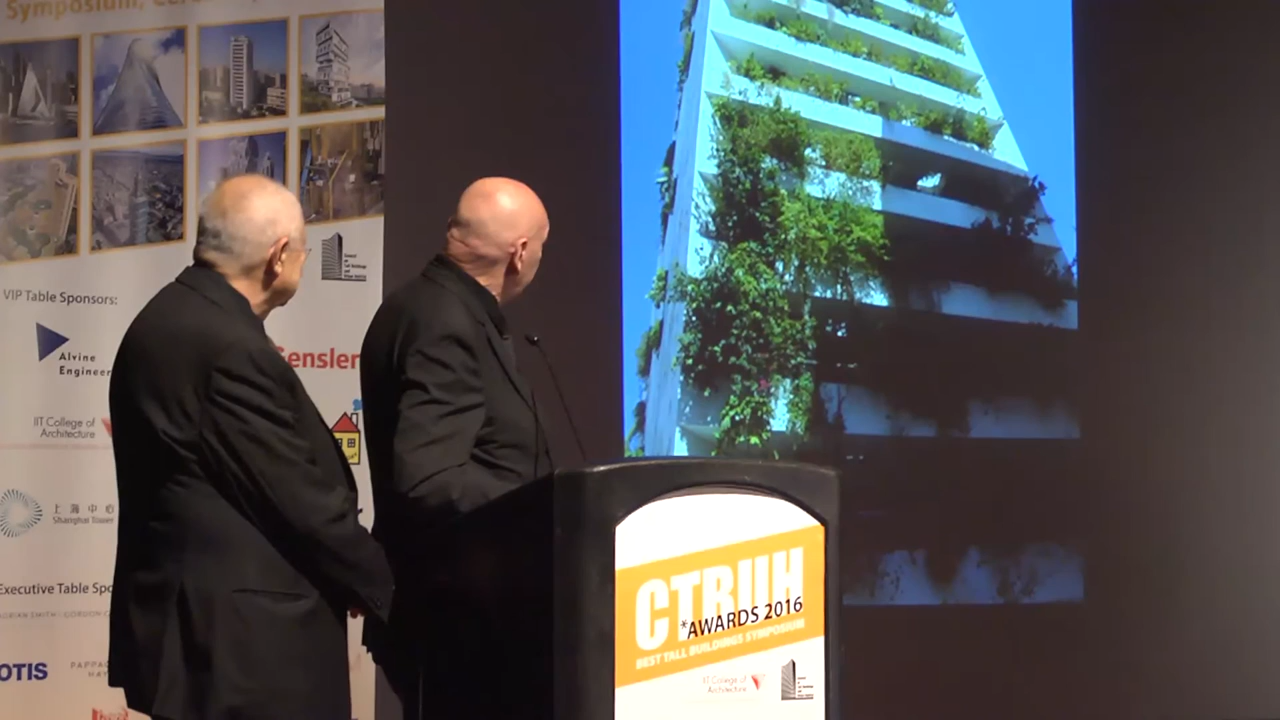 Symposium,
VIP Table Sponsors:
Alvine
Engineer
Gensler
IIT College of
Architecture
上海中心
Shanghai Tower
Executive Table Spo
OTIS
CTBUH
*AWARDS 2016
BEST TALL BUILDINGS SYMPOSIUM
IIT College of
Architecture